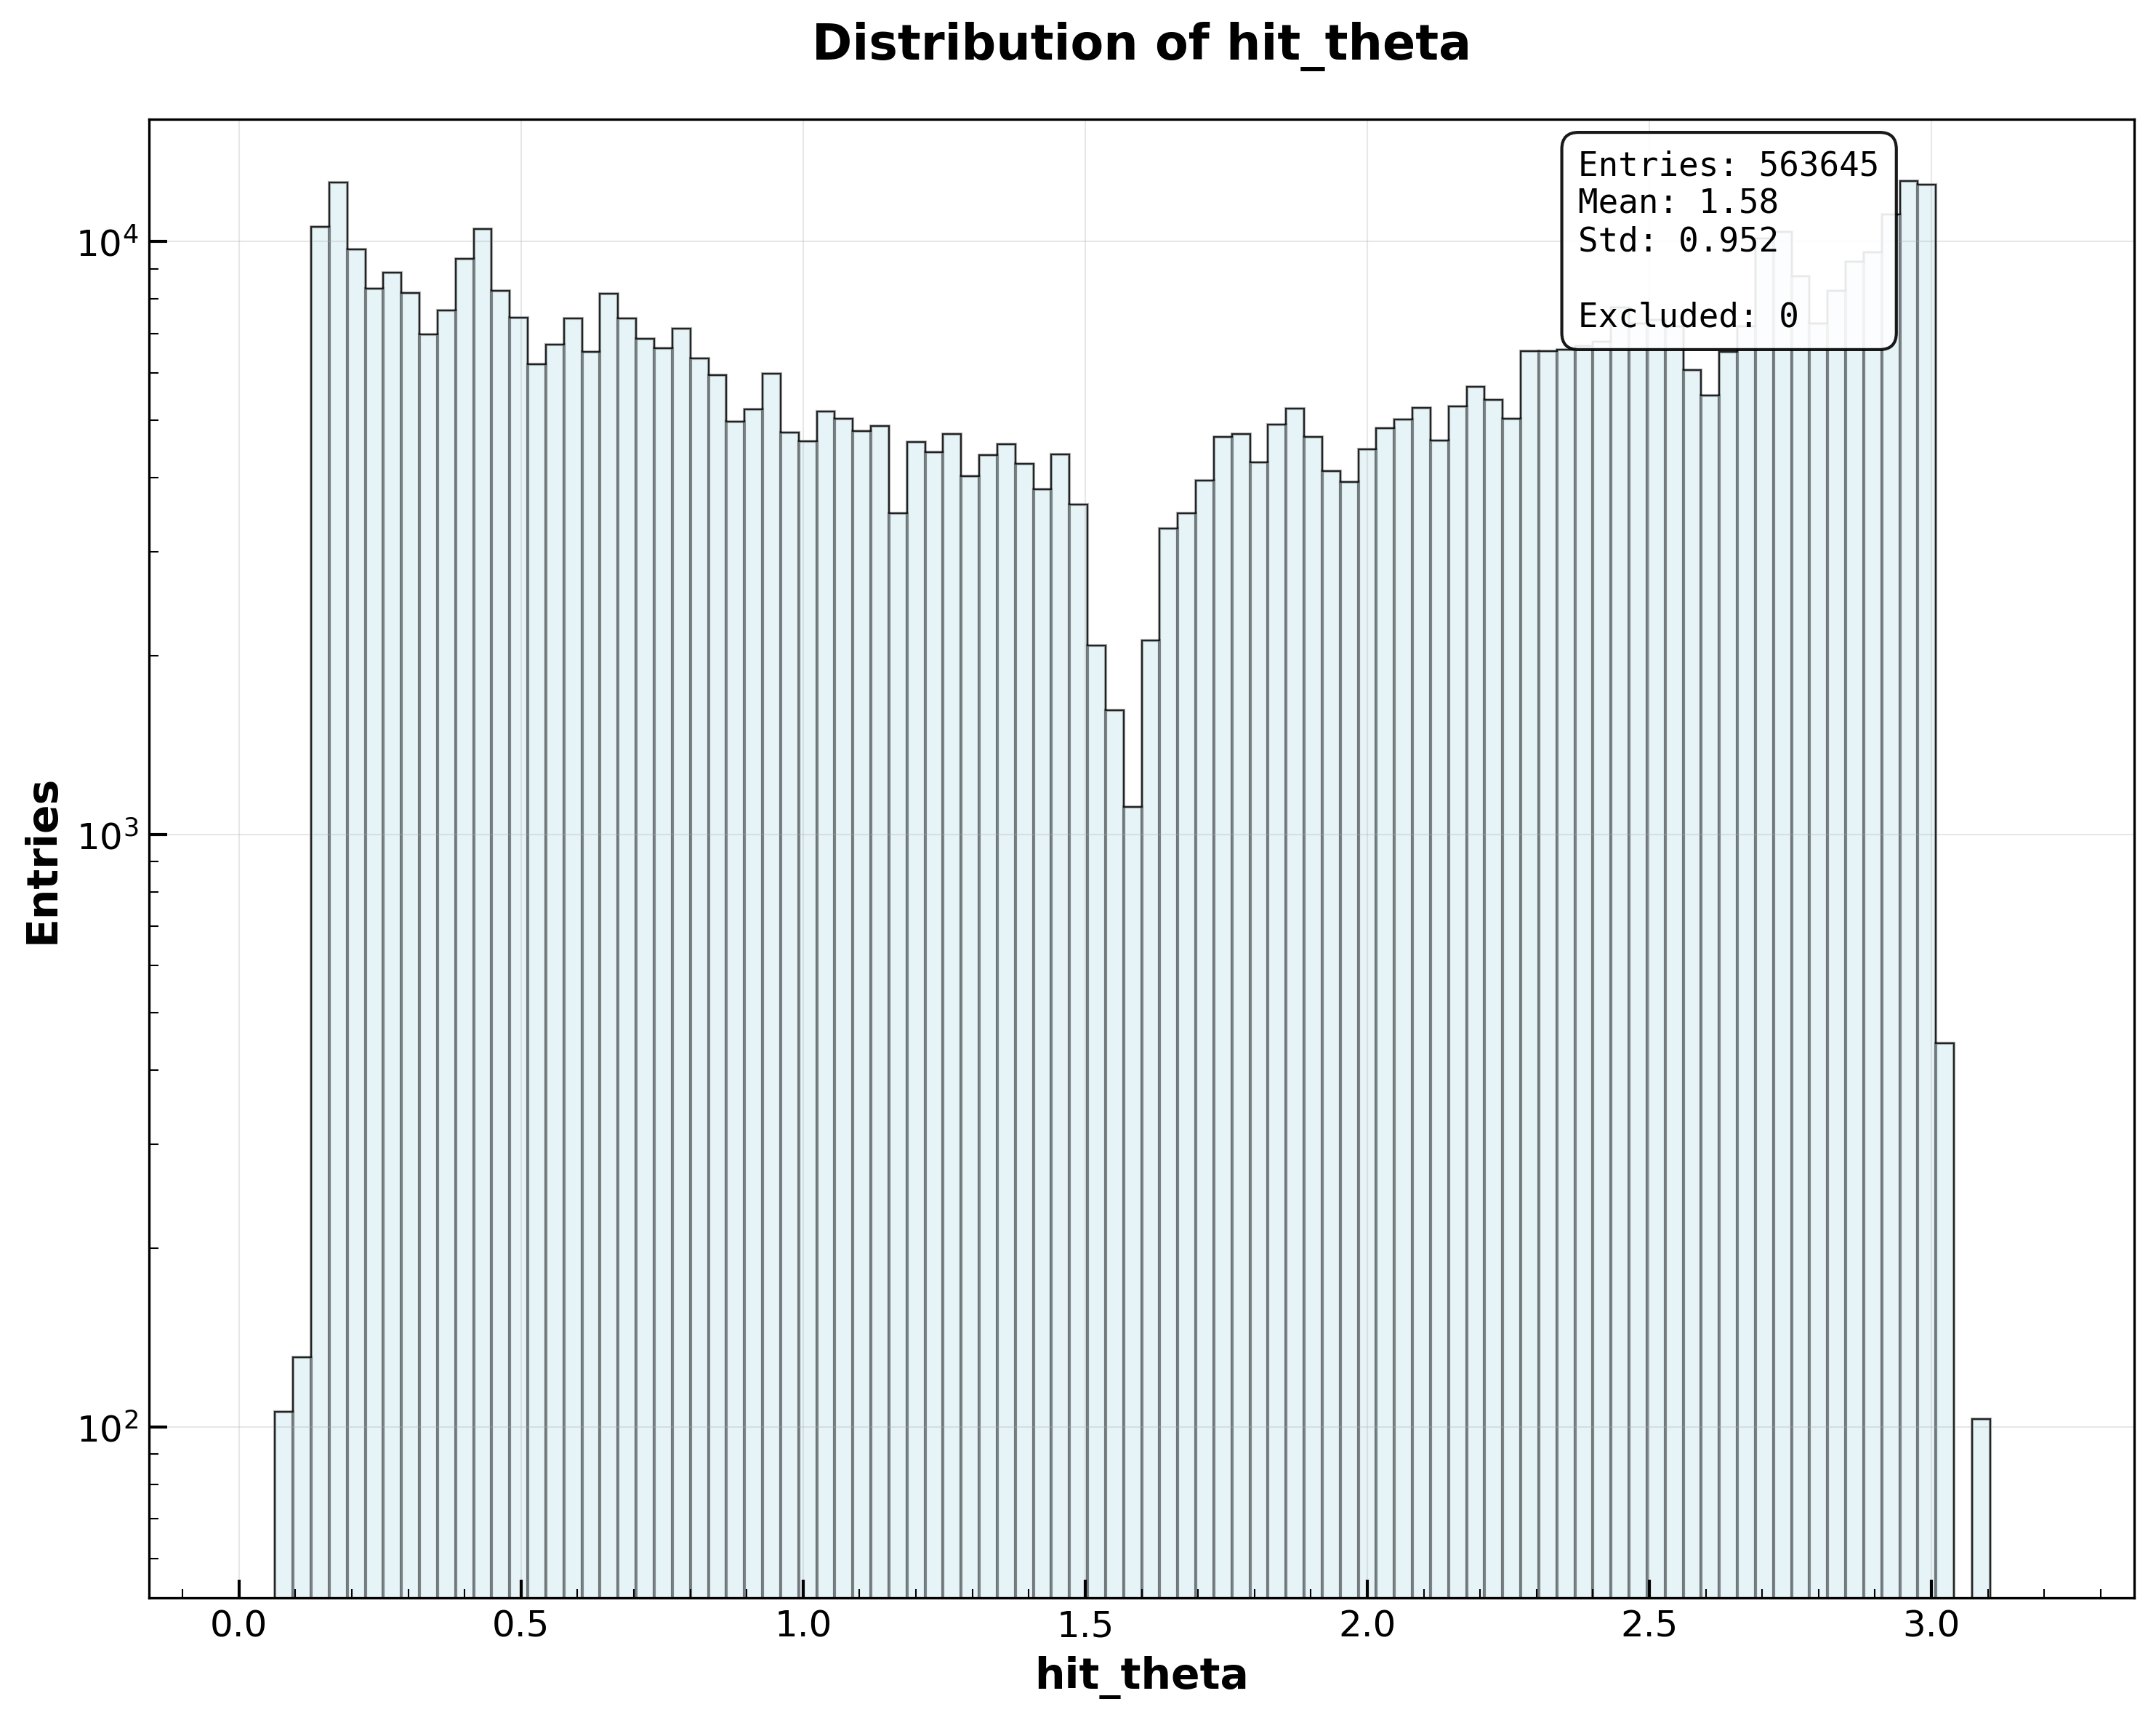 Distribution of hit_theta
Entries: 563645
Mean: 1.58
Std: 0.952
Excluded: 0
10⁴
10³
10²
Entries
0.0 0.5 1.0 1.5 2.0 2.5 3.0
hit_theta